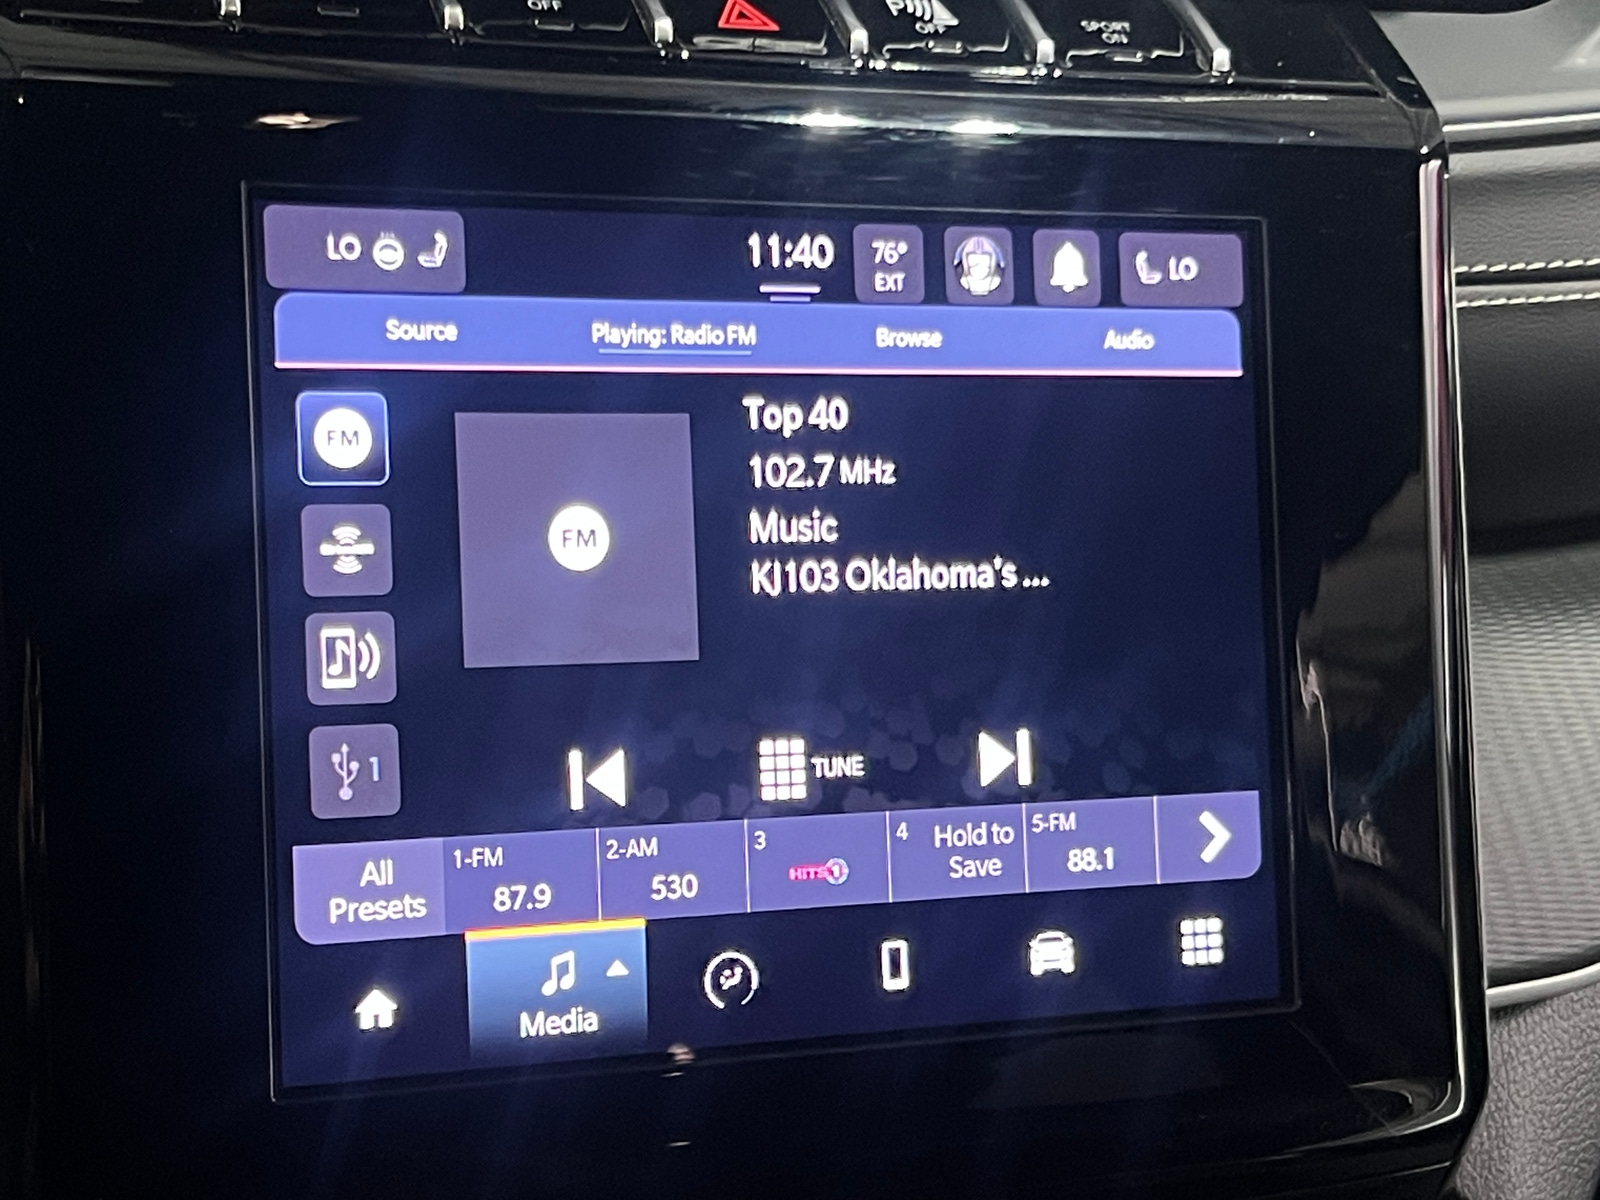 OFF
P OFF
SPORT
ON
LO
11:40
76°
EXT
LO
Source
Playing: Radio FM
Browse
Audio
FM
FM
Top 40
102.7 MHz
Music
KJ103 Oklahoma's ...
1
TUNE
All
Presets
1-FM
87.9
2-AM
530
3
HITS1
4
Hold to
Save
5-FM
88.1
Media